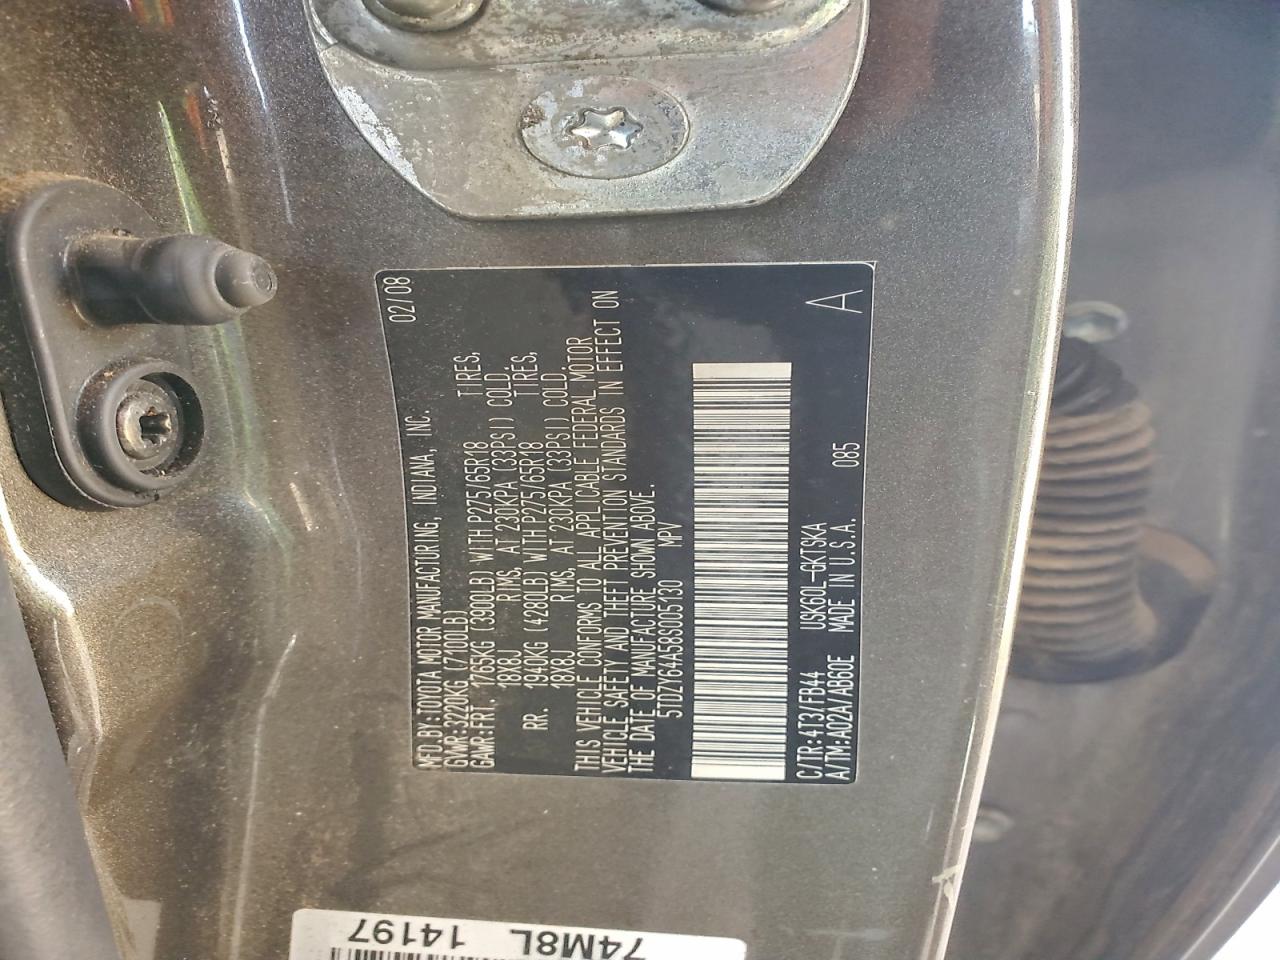 MFD.BY:TOYOTA MOTOR MANUFACTURING, INDIANA, INC. 02/08
GVWR:3220KG (7100LB)
GAWR:FRT. 1765KG (3900LB) WITH P275/65R18 TIRES,
18X8J RIMS, AT 230KPA (33PSI) COLD.
RR. 1940KG (4280LB) WITH P275/65R18 TIRES,
18X8J RIMS, AT 230KPA (33PSI) COLD.
THIS VEHICLE CONFORMS TO ALL APPLICABLE FEDERAL MOTOR
VEHICLE SAFETY AND THEFT PREVENTION STANDARDS IN EFFECT ON
THE DATE OF MANUFACTURE SHOWN ABOVE.
5TDZY64A58S005130 MPV
C/TR:4T3/FB44 USK60L-GKTSKA
A/TM:A02A/AB60E MADE IN U.S.A. 085 A
74M8L
14197